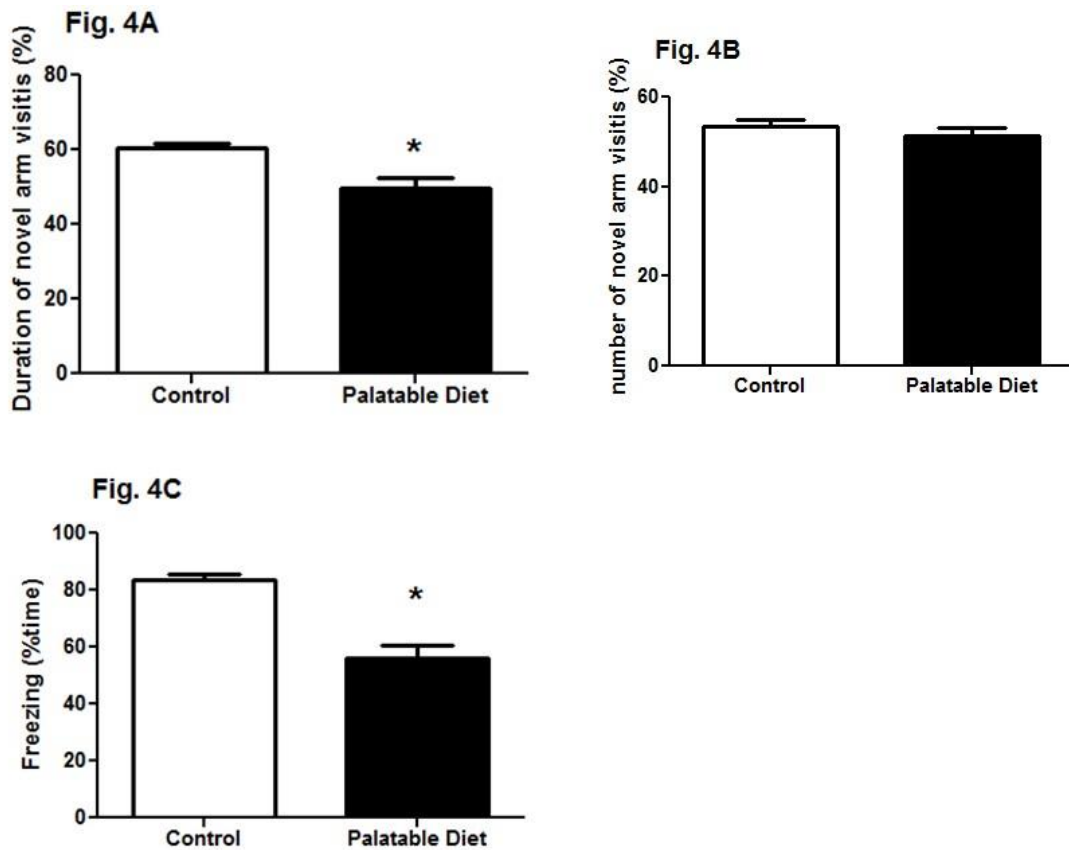 Fig. 4A
Duration of novel arm visitis (%)
80
60
40
20
0
*
Control
Palatable Diet
Fig. 4B
number of novel arm visitis (%)
60
40
20
0
Control
Palatable Diet
Fig. 4C
Freezing (%time)
100
80
60
40
20
0
*
Control
Palatable Diet